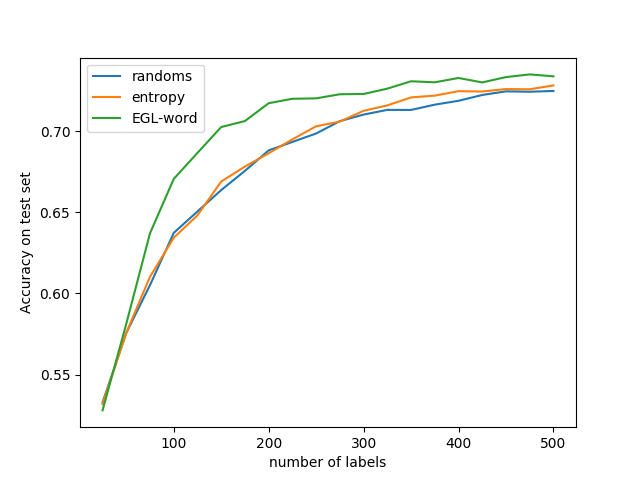 randoms
entropy
EGL-word
0.70
0.65
0.60
0.55
Accuracy on test set
100 200 300 400 500
number of labels